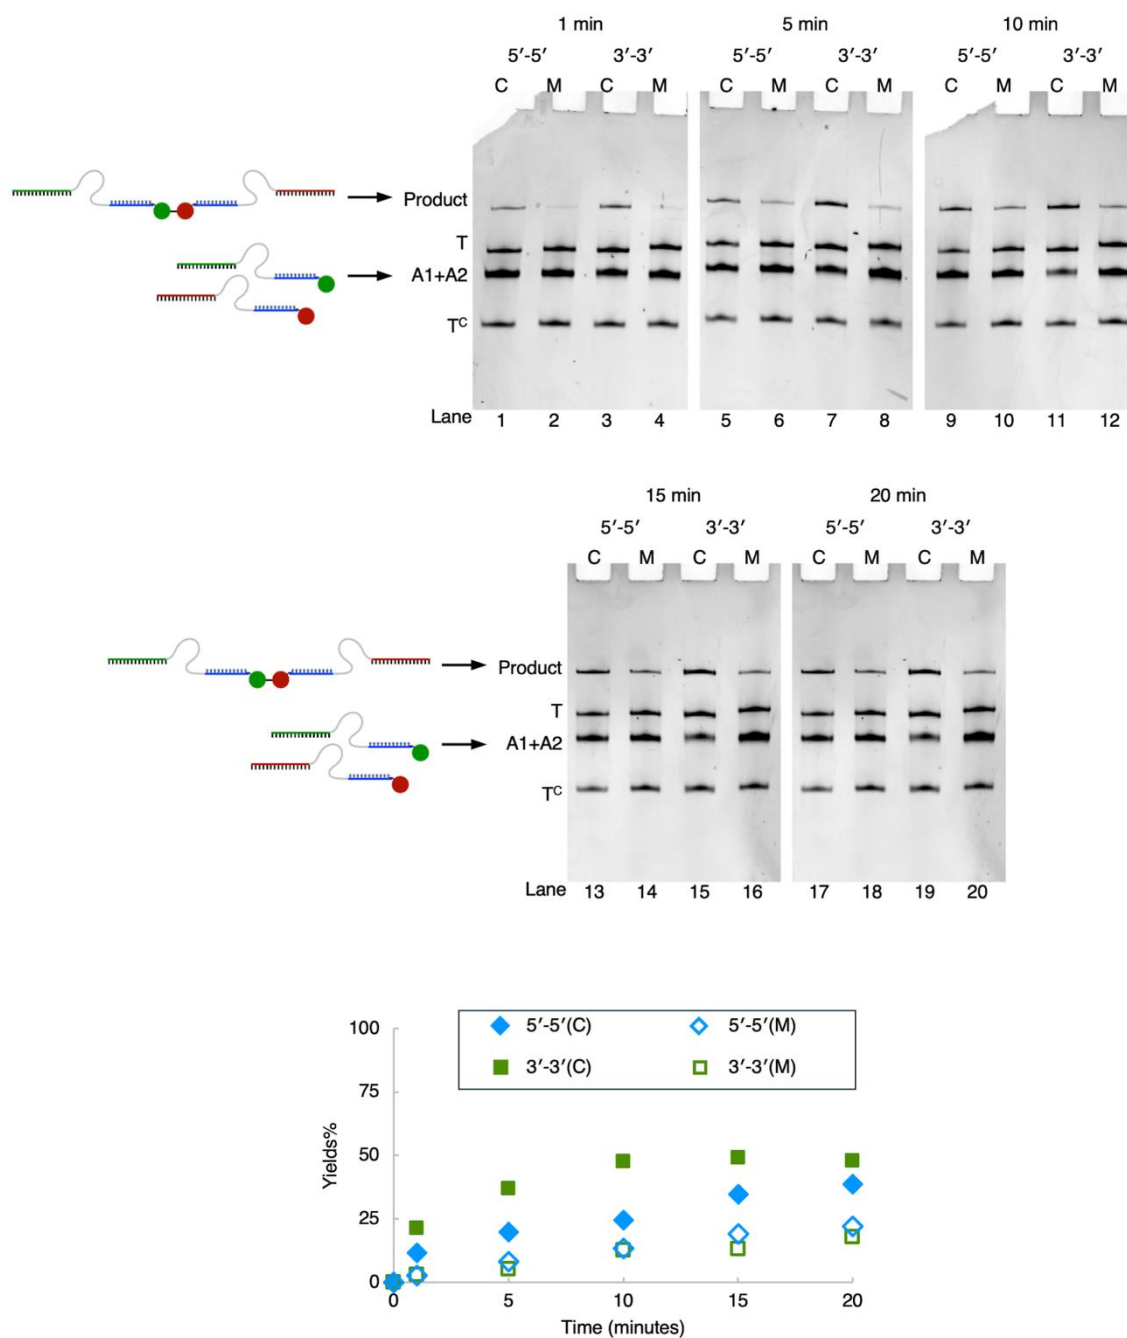 1 min 5 min 10 min
5′-5′ 3′-3′ 5′-5′ 3′-3′ 5′-5′ 3′-3′
C M C M C M C M C M C M
Product
T
A1+A2
Tᶜ
Lane 1 2 3 4 5 6 7 8 9 10 11 12
15 min 20 min
5′-5′ 3′-3′ 5′-5′ 3′-3′
C M C M C M C M
Product
T
A1+A2
Tᶜ
Lane 13 14 15 16 17 18 19 20
5′-5′(C) 5′-5′(M)
3′-3′(C) 3′-3′(M)
100
75
50
25
0
Yields%
0 5 10 15 20
Time (minutes)